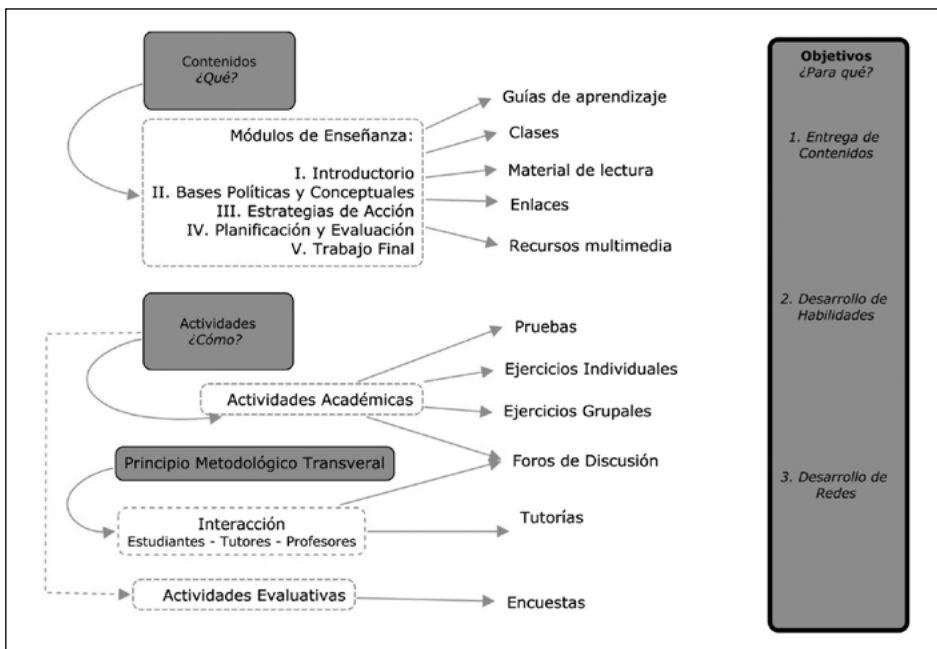 Contenidos
¿Qué?
Módulos de Enseñanza:
I. Introductorio
II. Bases Políticas y Conceptuales
III. Estrategias de Acción
IV. Planificación y Evaluación
V. Trabajo Final
Guías de aprendizaje
Clases
Material de lectura
Enlaces
Recursos multimedia
Actividades
¿Cómo?
Actividades Académicas
Pruebas
Ejercicios Individuales
Ejercicios Grupales
Foros de Discusión
Principio Metodológico Transveral
Interacción
Estudiantes - Tutores - Profesores
Tutorías
Actividades Evaluativas
Encuestas
Objetivos
¿Para qué?
1. Entrega de
Contenidos
2. Desarrollo de
Habilidades
3. Desarrollo de
Redes